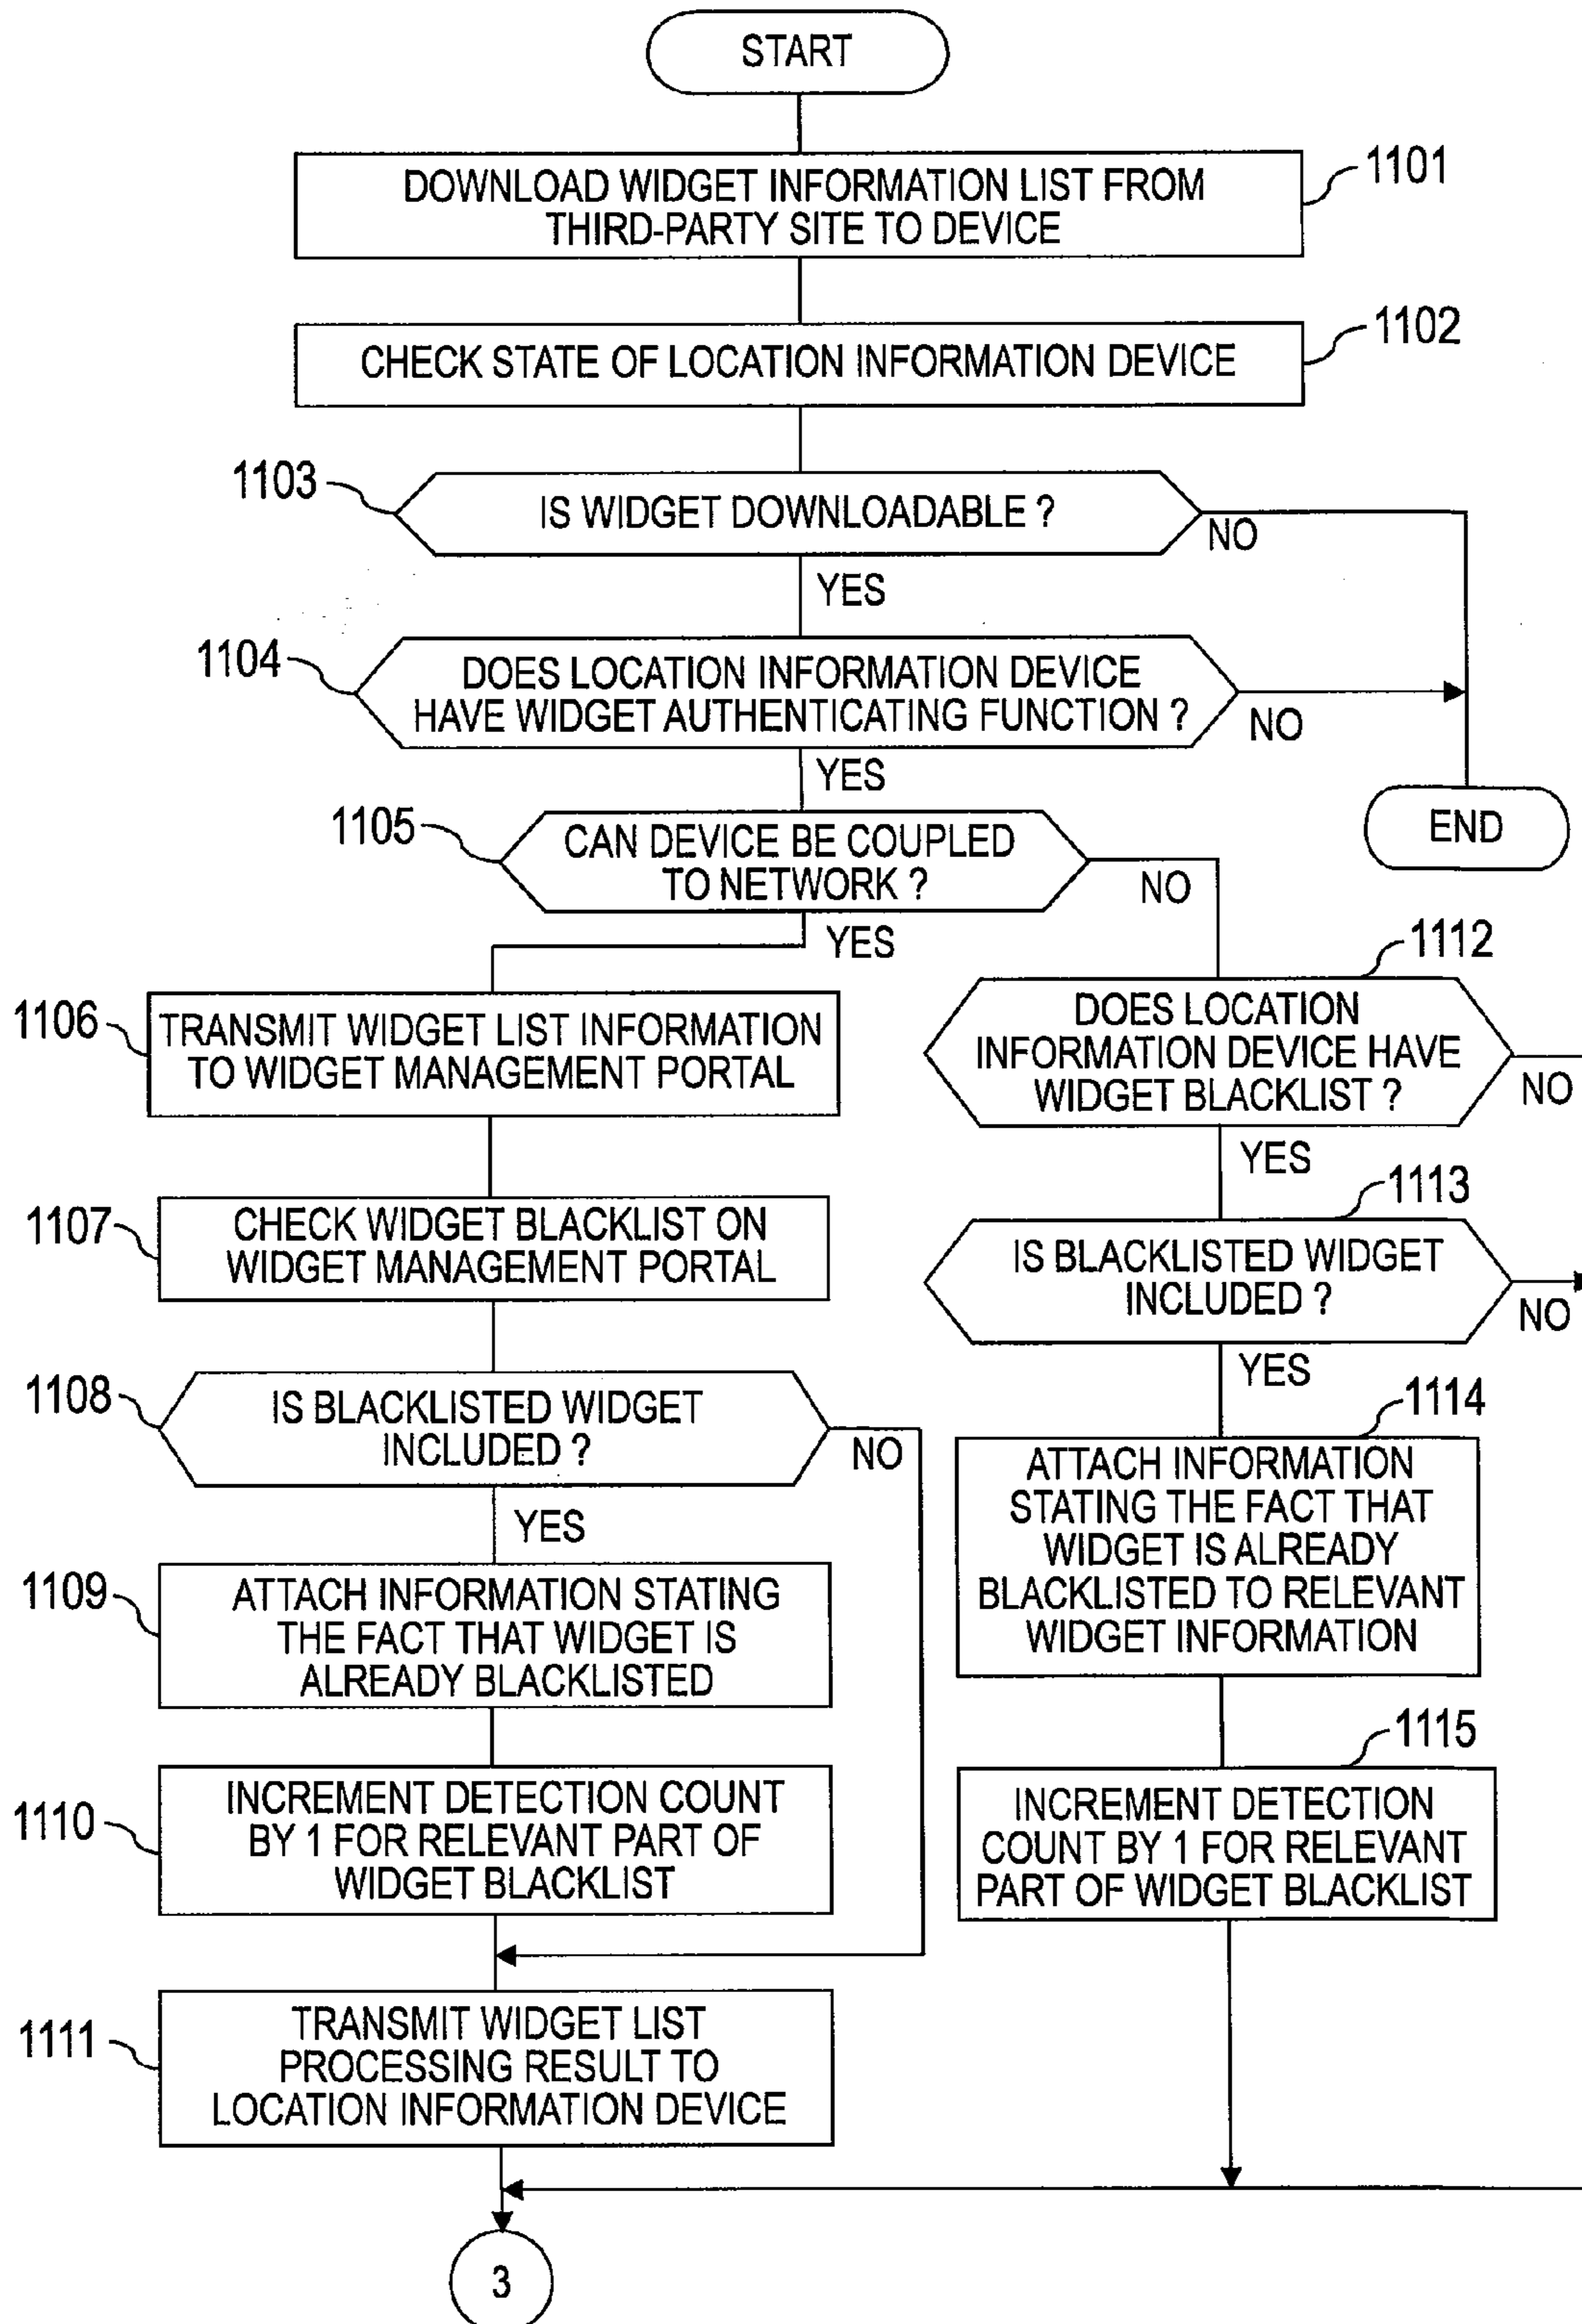 START
DOWNLOAD WIDGET INFORMATION LIST FROM
THIRD-PARTY SITE TO DEVICE
1101
CHECK STATE OF LOCATION INFORMATION DEVICE
1102
1103
IS WIDGET DOWNLOADABLE ?
NO
YES
1104
DOES LOCATION INFORMATION DEVICE
HAVE WIDGET AUTHENTICATING FUNCTION ?
NO
YES
END
1105
CAN DEVICE BE COUPLED
TO NETWORK ?
NO
YES
1106
TRANSMIT WIDGET LIST INFORMATION
TO WIDGET MANAGEMENT PORTAL
1107
CHECK WIDGET BLACKLIST ON
WIDGET MANAGEMENT PORTAL
1108
IS BLACKLISTED WIDGET
INCLUDED ?
NO
YES
1109
ATTACH INFORMATION STATING
THE FACT THAT WIDGET IS
ALREADY BLACKLISTED
1110
INCREMENT DETECTION COUNT
BY 1 FOR RELEVANT PART OF
WIDGET BLACKLIST
1111
TRANSMIT WIDGET LIST
PROCESSING RESULT TO
LOCATION INFORMATION DEVICE
1112
DOES LOCATION
INFORMATION DEVICE HAVE
WIDGET BLACKLIST ?
NO
YES
1113
IS BLACKLISTED WIDGET
INCLUDED ?
NO
YES
1114
ATTACH INFORMATION
STATING THE FACT THAT
WIDGET IS ALREADY
BLACKLISTED TO RELEVANT
WIDGET INFORMATION
1115
INCREMENT DETECTION
COUNT BY 1 FOR RELEVANT
PART OF WIDGET BLACKLIST
3